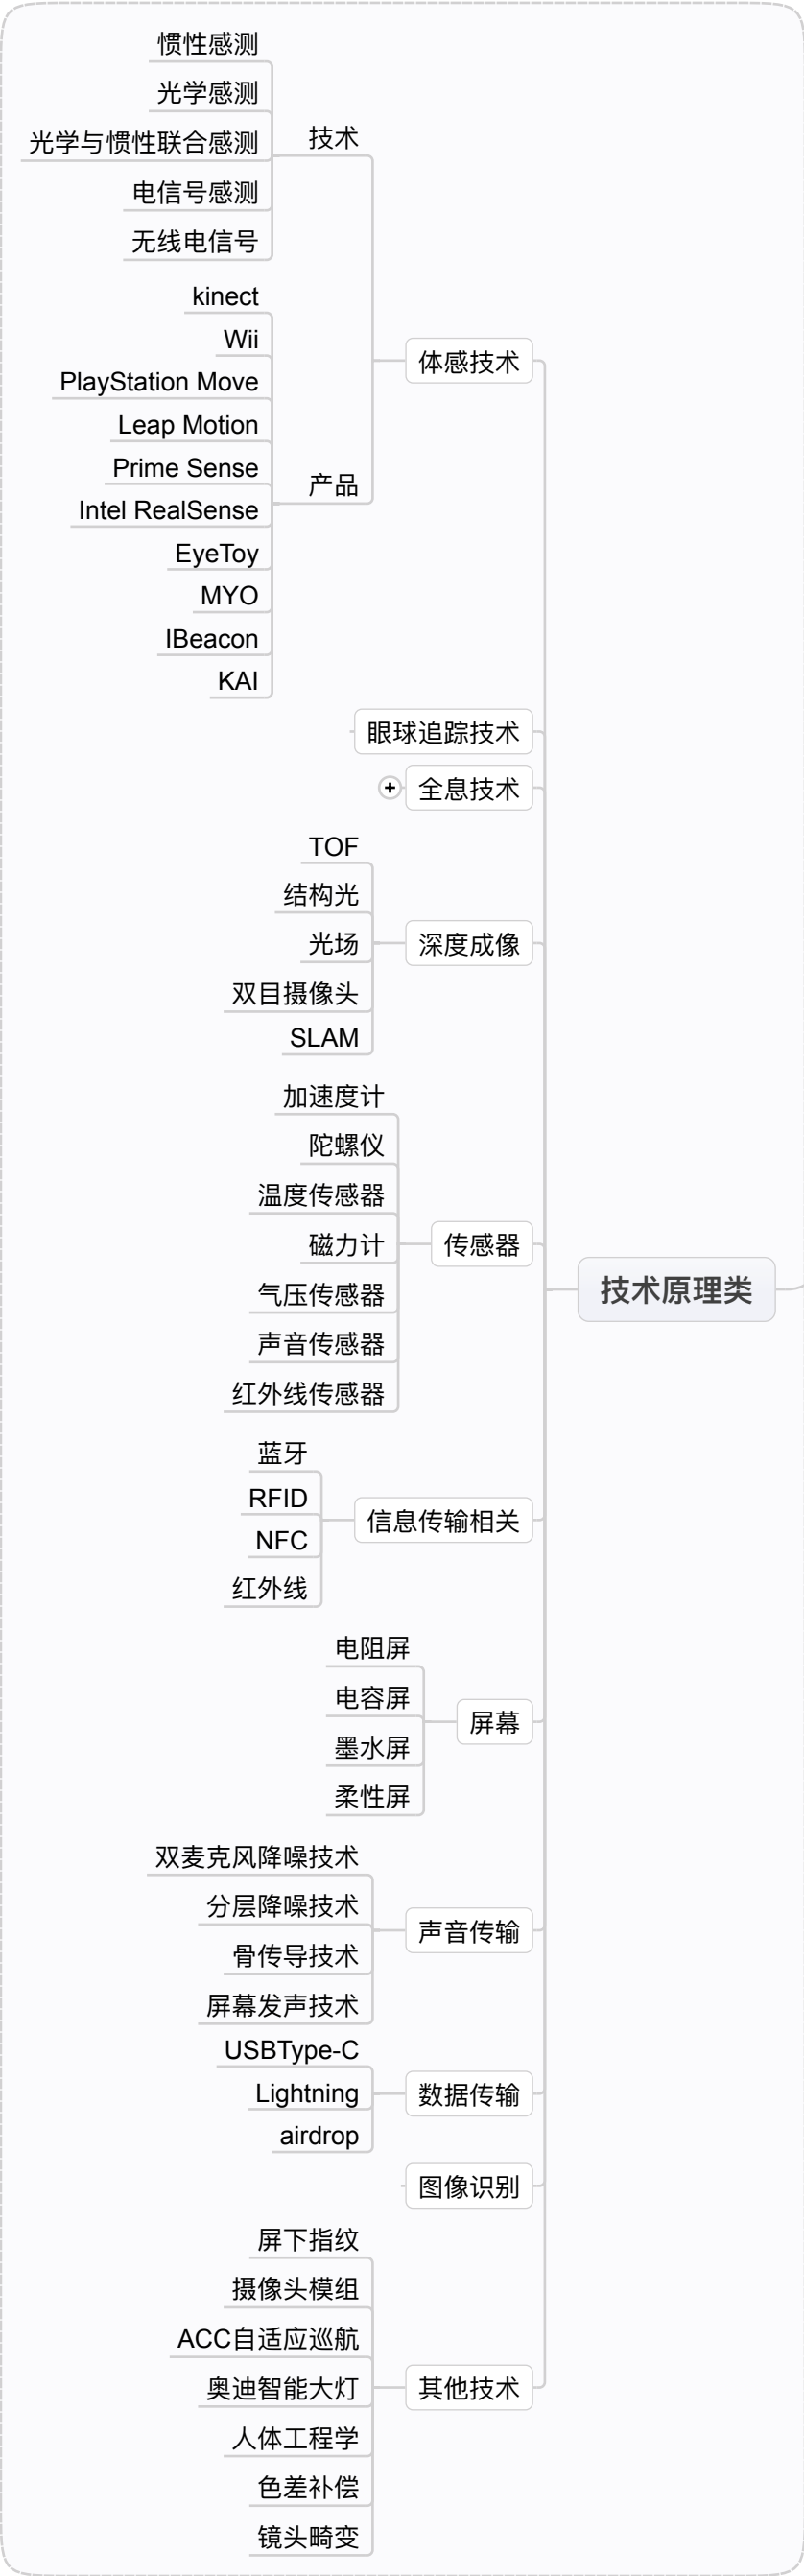 惯性感测
光学感测
光学与惯性联合感测
电信号感测
无线电信号
技术
kinect
Wii
PlayStation Move
Leap Motion
Prime Sense
Intel RealSense
EyeToy
MYO
IBeacon
KAI
产品
体感技术
眼球追踪技术
全息技术
TOF
结构光
光场
双目摄像头
SLAM
深度成像
加速度计
陀螺仪
温度传感器
磁力计
气压传感器
声音传感器
红外线传感器
传感器
技术原理类
蓝牙
RFID
NFC
红外线
信息传输相关
电阻屏
电容屏
墨水屏
柔性屏
屏幕
双麦克风降噪技术
分层降噪技术
骨传导技术
屏幕发声技术
声音传输
USBType-C
Lightning
airdrop
数据传输
图像识别
屏下指纹
摄像头模组
ACC自适应巡航
奥迪智能大灯
人体工程学
色差补偿
镜头畸变
其他技术